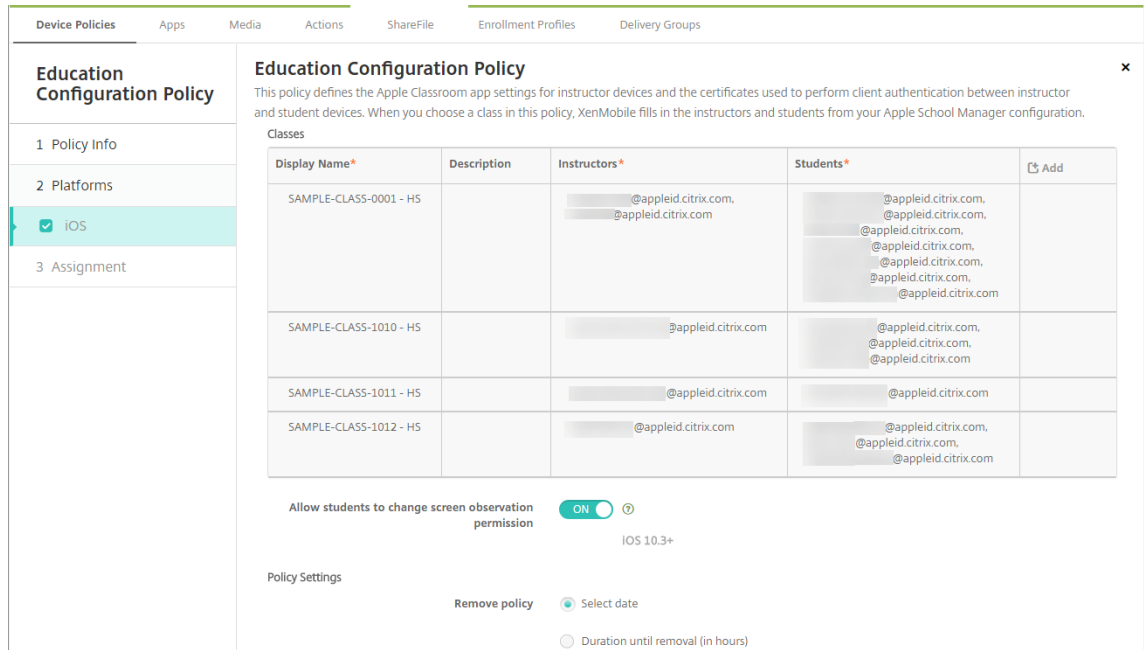 Device Policies Apps Media Actions ShareFile Enrollment Profiles Delivery Groups
Education
Configuration Policy
1 Policy Info
2 Platforms
iOS
3 Assignment
Education Configuration Policy
×
This policy defines the Apple Classroom app settings for instructor devices and the certificates used to perform client authentication between instructor
and student devices. When you choose a class in this policy, XenMobile fills in the instructors and students from your Apple School Manager configuration.
Classes
Display Name* Description Instructors* Students* Add
SAMPLE-CLASS-0001 - HS @appleid.citrix.com, @appleid.citrix.com,
@appleid.citrix.com @appleid.citrix.com,
@appleid.citrix.com,
@appleid.citrix.com,
@appleid.citrix.com,
@appleid.citrix.com,
@appleid.citrix.com
SAMPLE-CLASS-1010 - HS @appleid.citrix.com @appleid.citrix.com,
@appleid.citrix.com,
@appleid.citrix.com
SAMPLE-CLASS-1011 - HS @appleid.citrix.com @appleid.citrix.com
SAMPLE-CLASS-1012 - HS @appleid.citrix.com @appleid.citrix.com,
@appleid.citrix.com,
@appleid.citrix.com
Allow students to change screen observation
permission
ON ?
iOS 10.3+
Policy Settings
Remove policy Select date
Duration until removal (in hours)